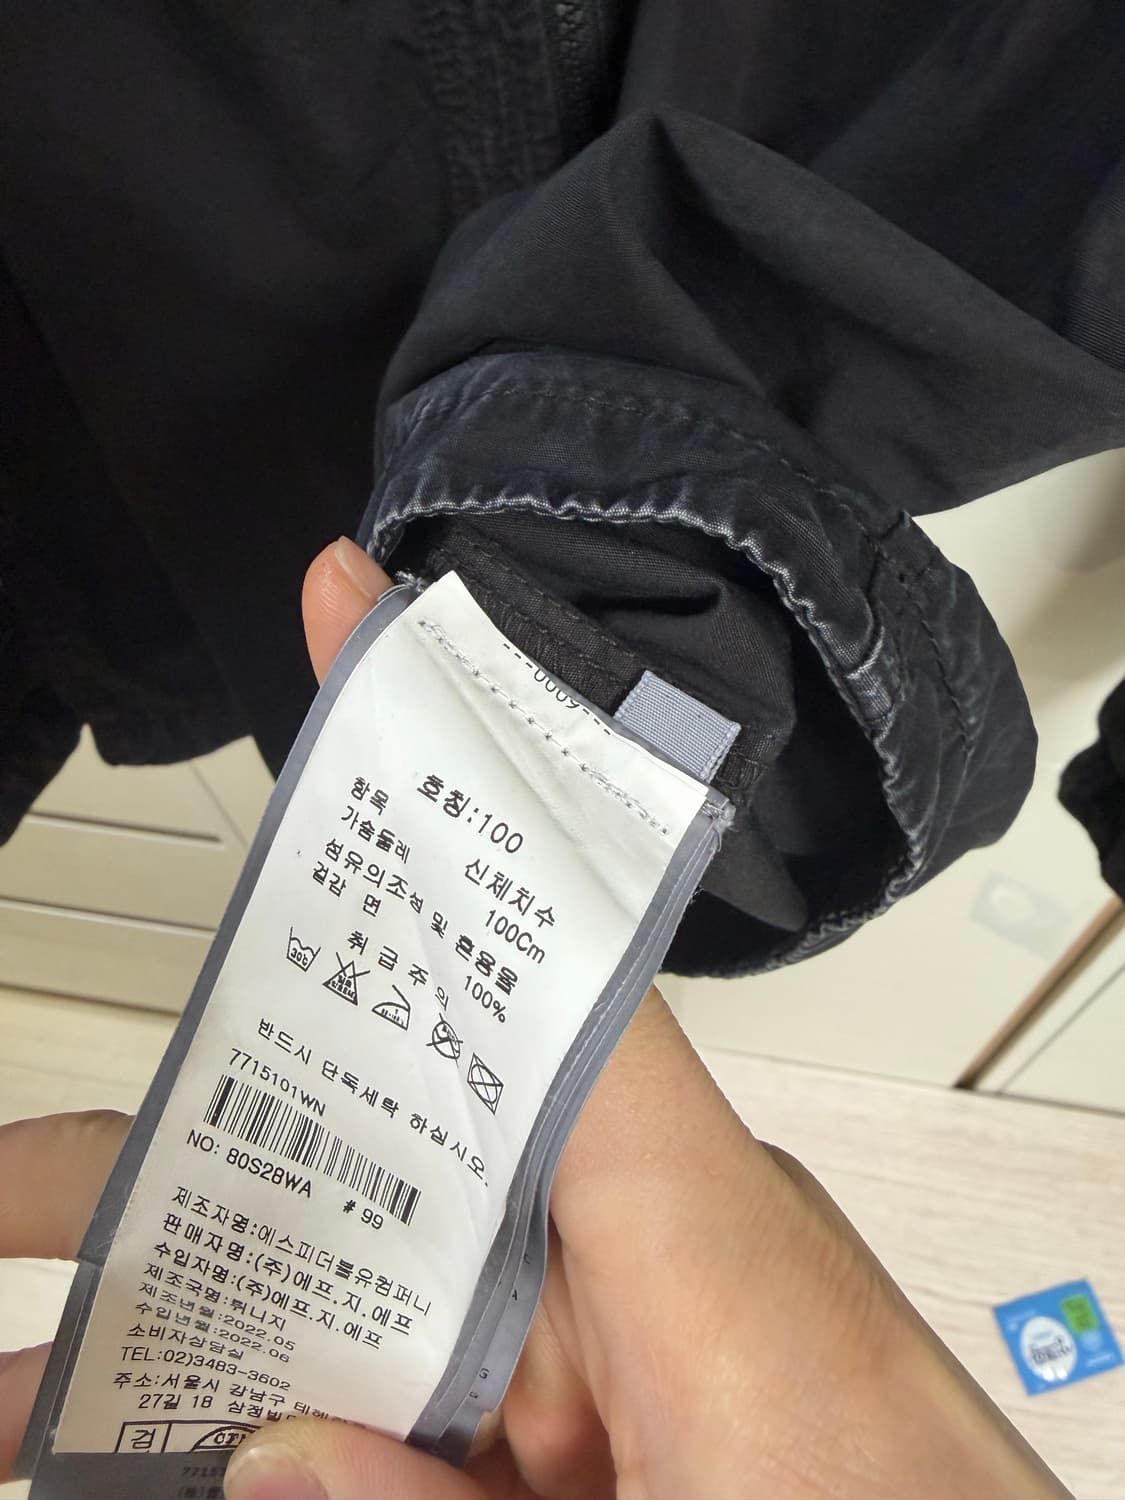 호칭:100
항목 신체치수
가슴둘레 100Cm
섬유의조성 및 혼용율
겉감 면 100%
취급주의
30℃
반드시 단독세탁 하십시오.
7715101WN
NO: 80S28WA # 99
제조자명:에스피더블유컴퍼니
판매자명:(주)에프.지.에프
수입자명:(주)에프.지.에프
제조국명:튀니지
제조년월:2022.05
수입년월:2022.06
소비자상담실
TEL:02)3483-3602
주소:서울시 강남구
27길 18 삼정빌
검